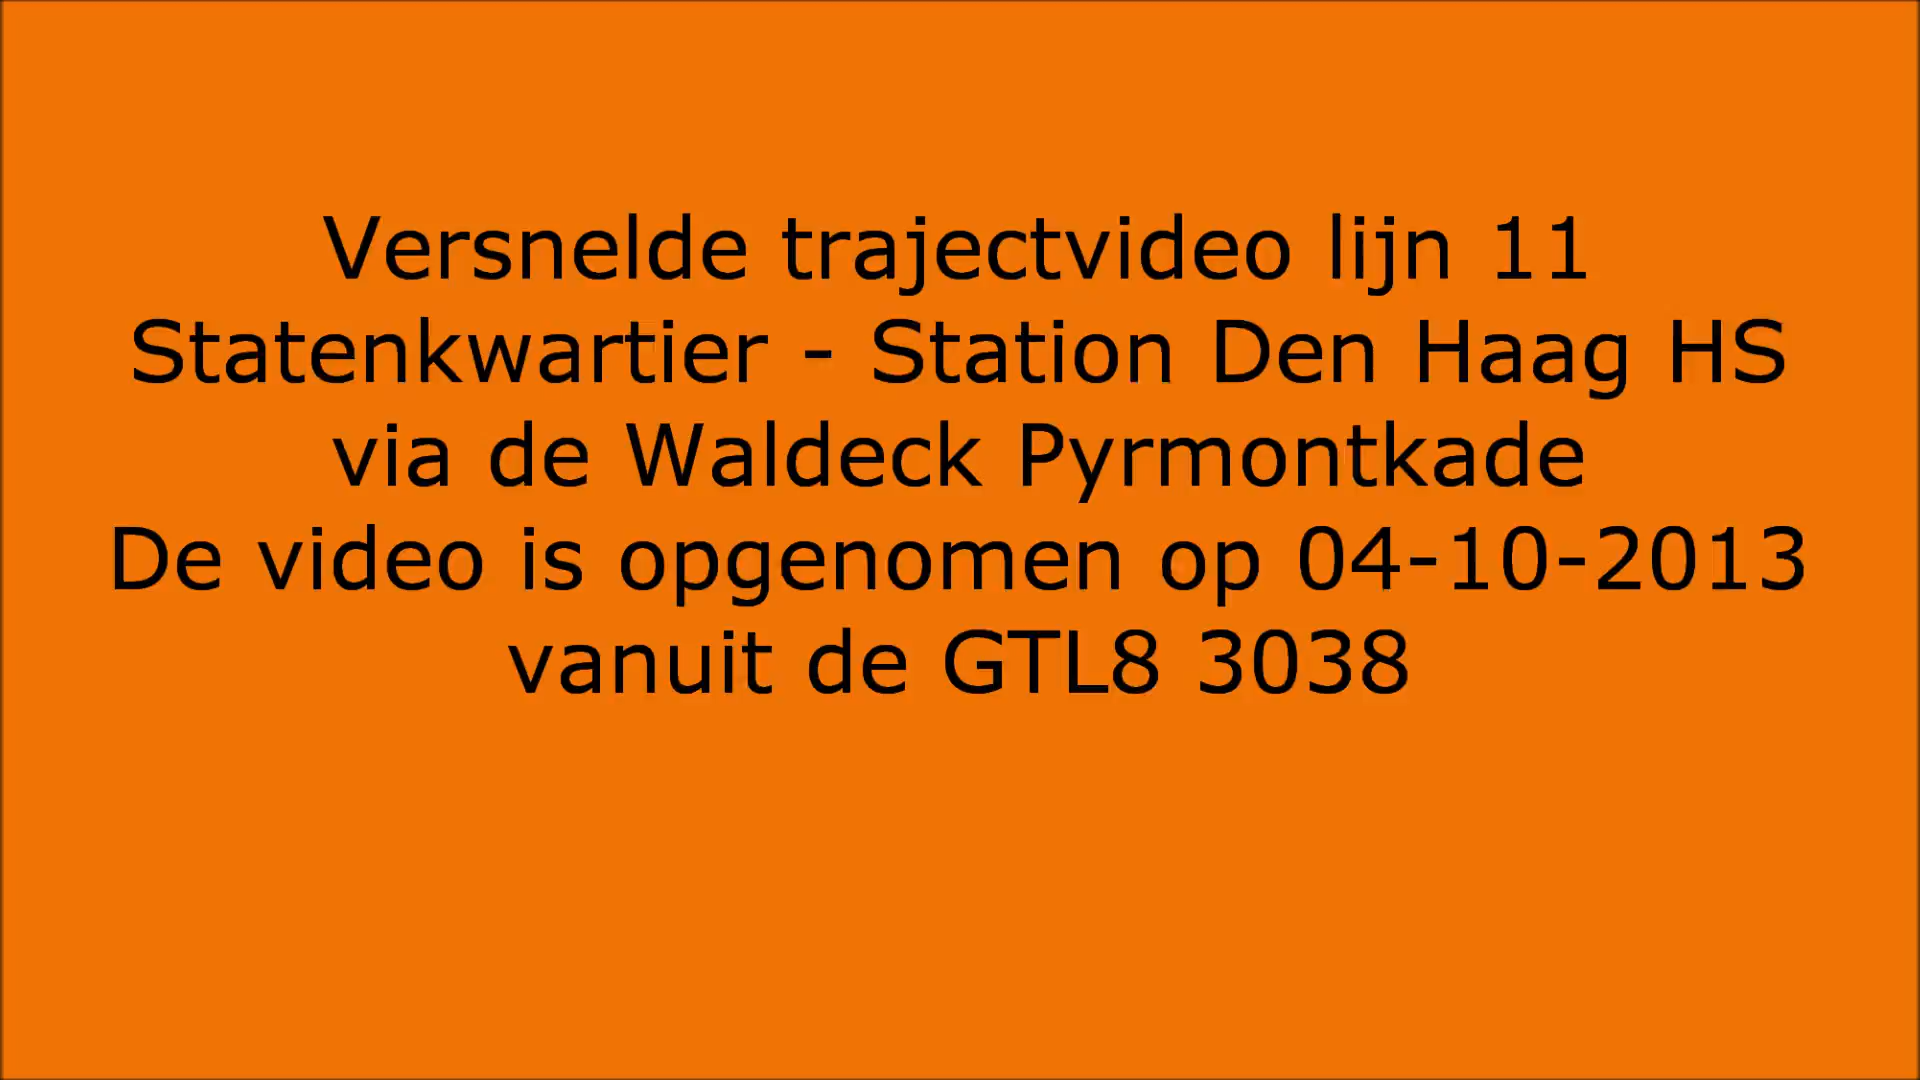 Versnelde trajectvideo lijn 11
Statenkwartier - Station Den Haag HS
via de Waldeck Pyrmontkade
De video is opgenomen op 04-10-2013
vanuit de GTL8 3038